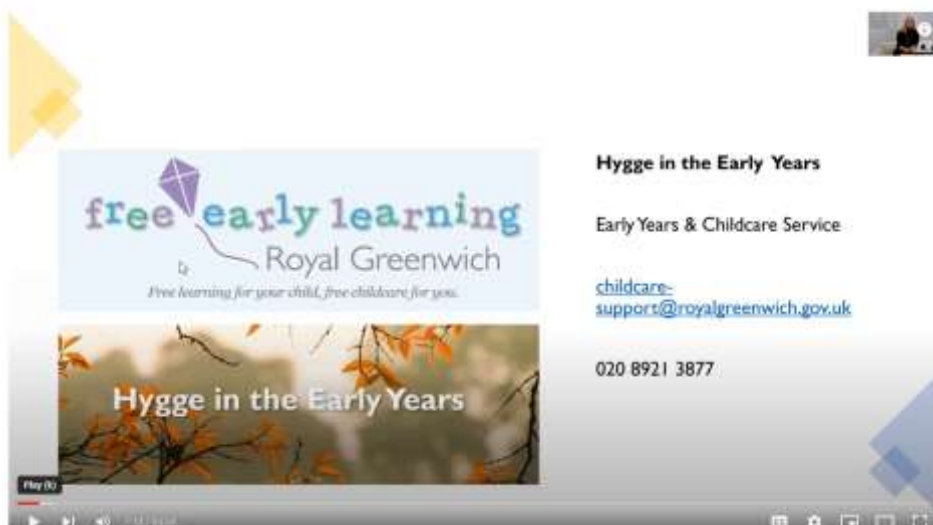 free early learning
Royal Greenwich
Free learning for your child, free childcare for you.
Hygge in the Early Years
Hygge in the Early Years
Early Years & Childcare Service
childcare-
support@royalgreenwich.gov.uk
020 8921 3877
Play (k)